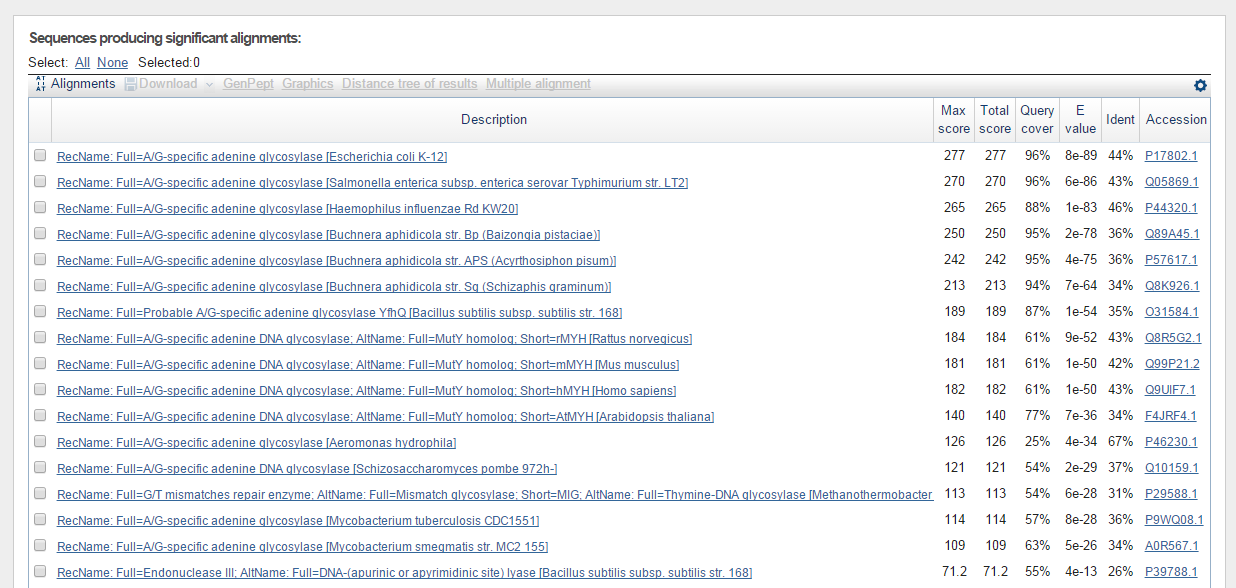 Sequences producing significant alignments:
Select: All None Selected:0
Alignments Download GenPept Graphics Distance tree of results Multiple alignment
Description Max score Total score Query cover E value Ident Accession
RecName: Full=A/G-specific adenine glycosylase [Escherichia coli K-12] 277 277 96% 8e-89 44% P17802.1
RecName: Full=A/G-specific adenine glycosylase [Salmonella enterica subsp. enterica serovar Typhimurium str. LT2] 270 270 96% 6e-86 43% Q05869.1
RecName: Full=A/G-specific adenine glycosylase [Haemophilus influenzae Rd KW20] 265 265 88% 1e-83 46% P44320.1
RecName: Full=A/G-specific adenine glycosylase [Buchnera aphidicola str. Bp (Baizongia pistaciae)] 250 250 95% 2e-78 36% Q89A45.1
RecName: Full=A/G-specific adenine glycosylase [Buchnera aphidicola str. APS (Acyrthosiphon pisum)] 242 242 95% 4e-75 36% P57617.1
RecName: Full=A/G-specific adenine glycosylase [Buchnera aphidicola str. Sg (Schizaphis graminum)] 213 213 94% 7e-64 34% Q8K926.1
RecName: Full=Probable A/G-specific adenine glycosylase YfhQ [Bacillus subtilis subsp. subtilis str. 168] 189 189 87% 1e-54 35% O31584.1
RecName: Full=A/G-specific adenine DNA glycosylase; AltName: Full=MutY homolog; Short=rMYH [Rattus norvegicus] 184 184 61% 9e-52 43% Q8R5G2.1
RecName: Full=A/G-specific adenine DNA glycosylase; AltName: Full=MutY homolog; Short=mMYH [Mus musculus] 181 181 61% 1e-50 42% Q99P21.2
RecName: Full=A/G-specific adenine DNA glycosylase; AltName: Full=MutY homolog; Short=hMYH [Homo sapiens] 182 182 61% 1e-50 43% Q9UIF7.1
RecName: Full=A/G-specific adenine DNA glycosylase; AltName: Full=MutY homolog; Short=AtMYH [Arabidopsis thaliana] 140 140 77% 7e-36 34% F4JRF4.1
RecName: Full=A/G-specific adenine glycosylase [Aeromonas hydrophila] 126 126 25% 4e-34 67% P46230.1
RecName: Full=A/G-specific adenine DNA glycosylase [Schizosaccharomyces pombe 972h-] 121 121 54% 2e-29 37% Q10159.1
RecName: Full=G/T mismatches repair enzyme; AltName: Full=Mismatch glycosylase; Short=MIG; AltName: Full=Thymine-DNA glycosylase [Methanothermobacter 113 113 54% 6e-28 31% P29588.1
RecName: Full=A/G-specific adenine glycosylase [Mycobacterium tuberculosis CDC1551] 114 114 57% 8e-28 36% P9WQ08.1
RecName: Full=A/G-specific adenine glycosylase [Mycobacterium smegmatis str. MC2 155] 109 109 63% 5e-26 34% A0R567.1
RecName: Full=Endonuclease III; AltName: Full=DNA-(apurinic or apyrimidinic site) lyase [Bacillus subtilis subsp. subtilis str. 168] 71.2 71.2 55% 4e-13 26% P39788.1